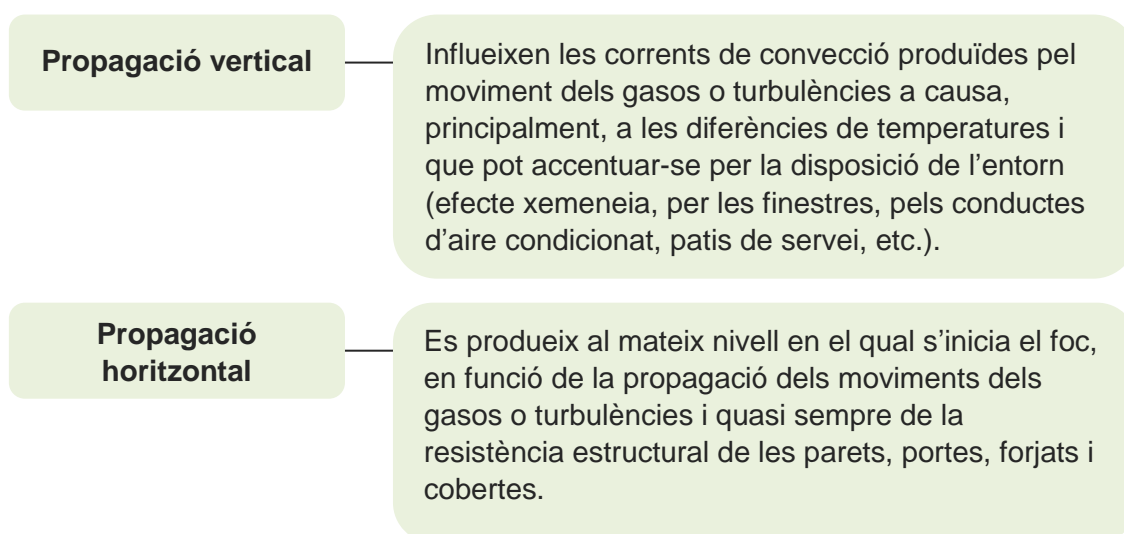 Propagació vertical
Influeixen les corrents de convecció produïdes pel
moviment dels gasos o turbulències a causa,
principalment, a les diferències de temperatures i
que pot accentuar-se per la disposició de l’entorn
(efecte xemeneia, per les finestres, pels conductes
d’aire condicionat, patis de servei, etc.).
Propagació
horitzontal
Es produeix al mateix nivell en el qual s’inicia el foc,
en funció de la propagació dels moviments dels
gasos o turbulències i quasi sempre de la
resistència estructural de les parets, portes, forjats i
cobertes.